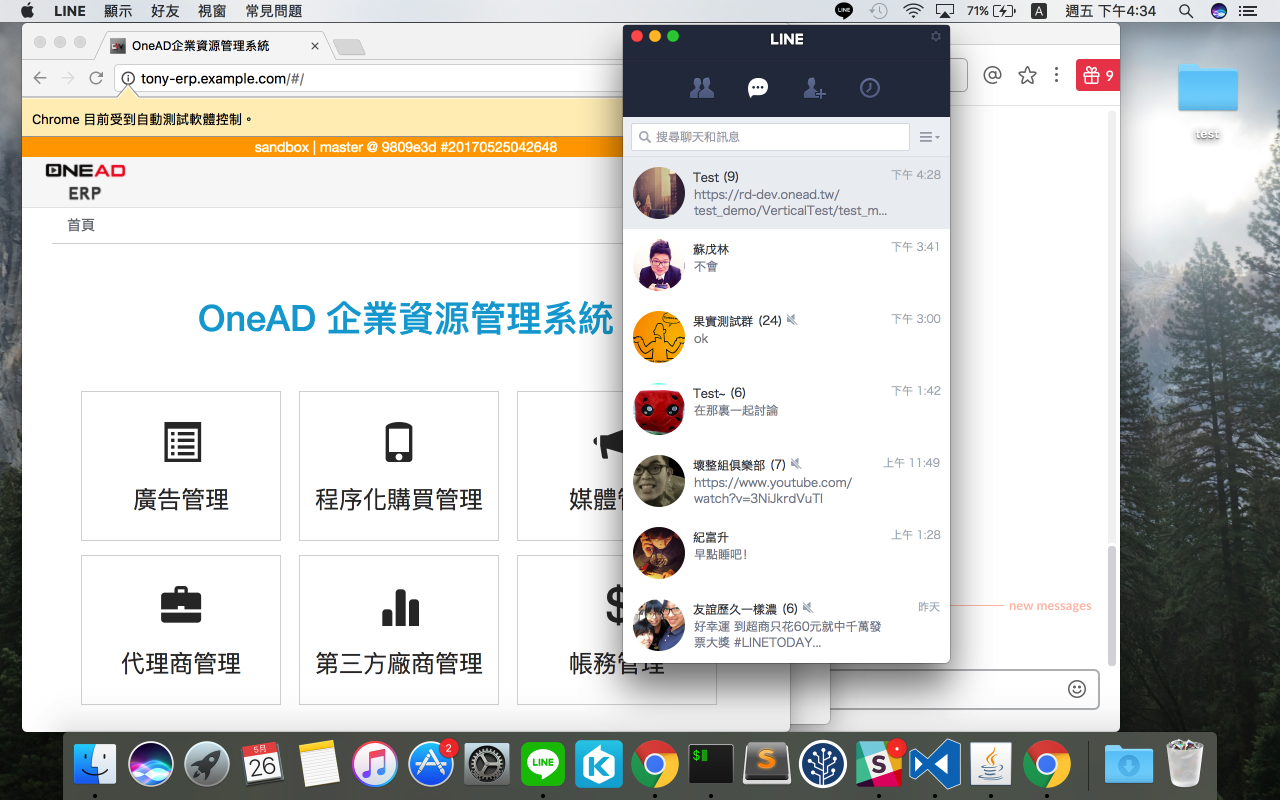 LINE 顯示 好友 視窗 常見問題
LINE 71% A 週五 下午4:34
OneAD企業資源管理系統
tony-erp.example.com/#/
Chrome 目前受到自動測試軟體控制。
sandbox | master @ 9809e3d #20170525042648
ONEAD
ERP
首頁
OneAD 企業資源管理系統
廣告管理
程序化購買管理
媒體
代理商管理
第三方廠商管理
$
帳務管理
LINE
搜尋聊天和訊息
Test (9) 下午 4:28
https://rd-dev.onead.tw/
test_demo/VerticalTest/test_m...
蘇戊林 下午 3:41
不會
果實測試群 (24) 下午 3:00
ok
Test~ (6) 下午 1:42
在那裏一起討論
壞整組俱樂部 (7) 上午 11:49
https://www.youtube.com/
watch?v=3NiJkrdVuTI
紀富升 上午 1:28
早點睡吧!
友誼歷久一樣濃 (6) 昨天
好幸運 到超商只花60元就中千萬發
票大獎 #LINETODAY...
@ 9
new messages
test
5月
26
2
LINE
K
$
S
S